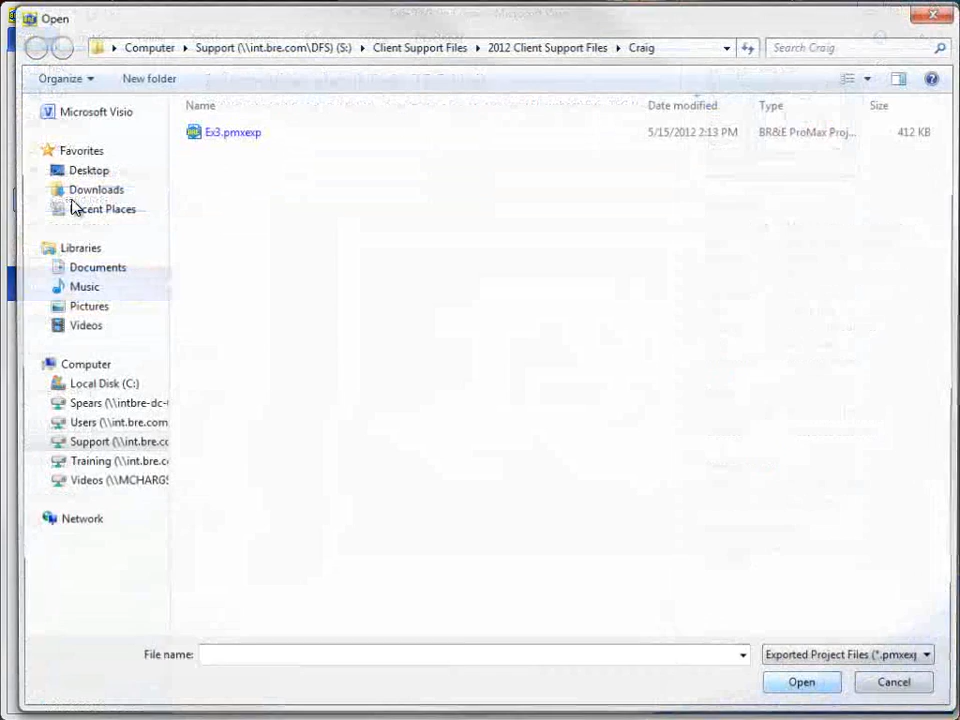 Open
Computer Support (\\int.bre.com\DFS) (S:) Client Support Files 2012 Client Support Files Craig
Search Craig
Organize New folder
Name Date modified Type Size
Ex3.pmxexp 5/15/2012 2:13 PM BR&E ProMax Proj... 412 KB
Microsoft Visio
Favorites
Desktop
Downloads
Places
Libraries
Documents
Music
Pictures
Videos
Computer
Local Disk (C:)
Spears (\\intbre-dc-
Users (\\int.bre.com
Support (\\int.bre.co
Training (\\int.bre.c
Videos (\\MCHARGS
Network
File name:
Exported Project Files (*.pmxexp
Open Cancel